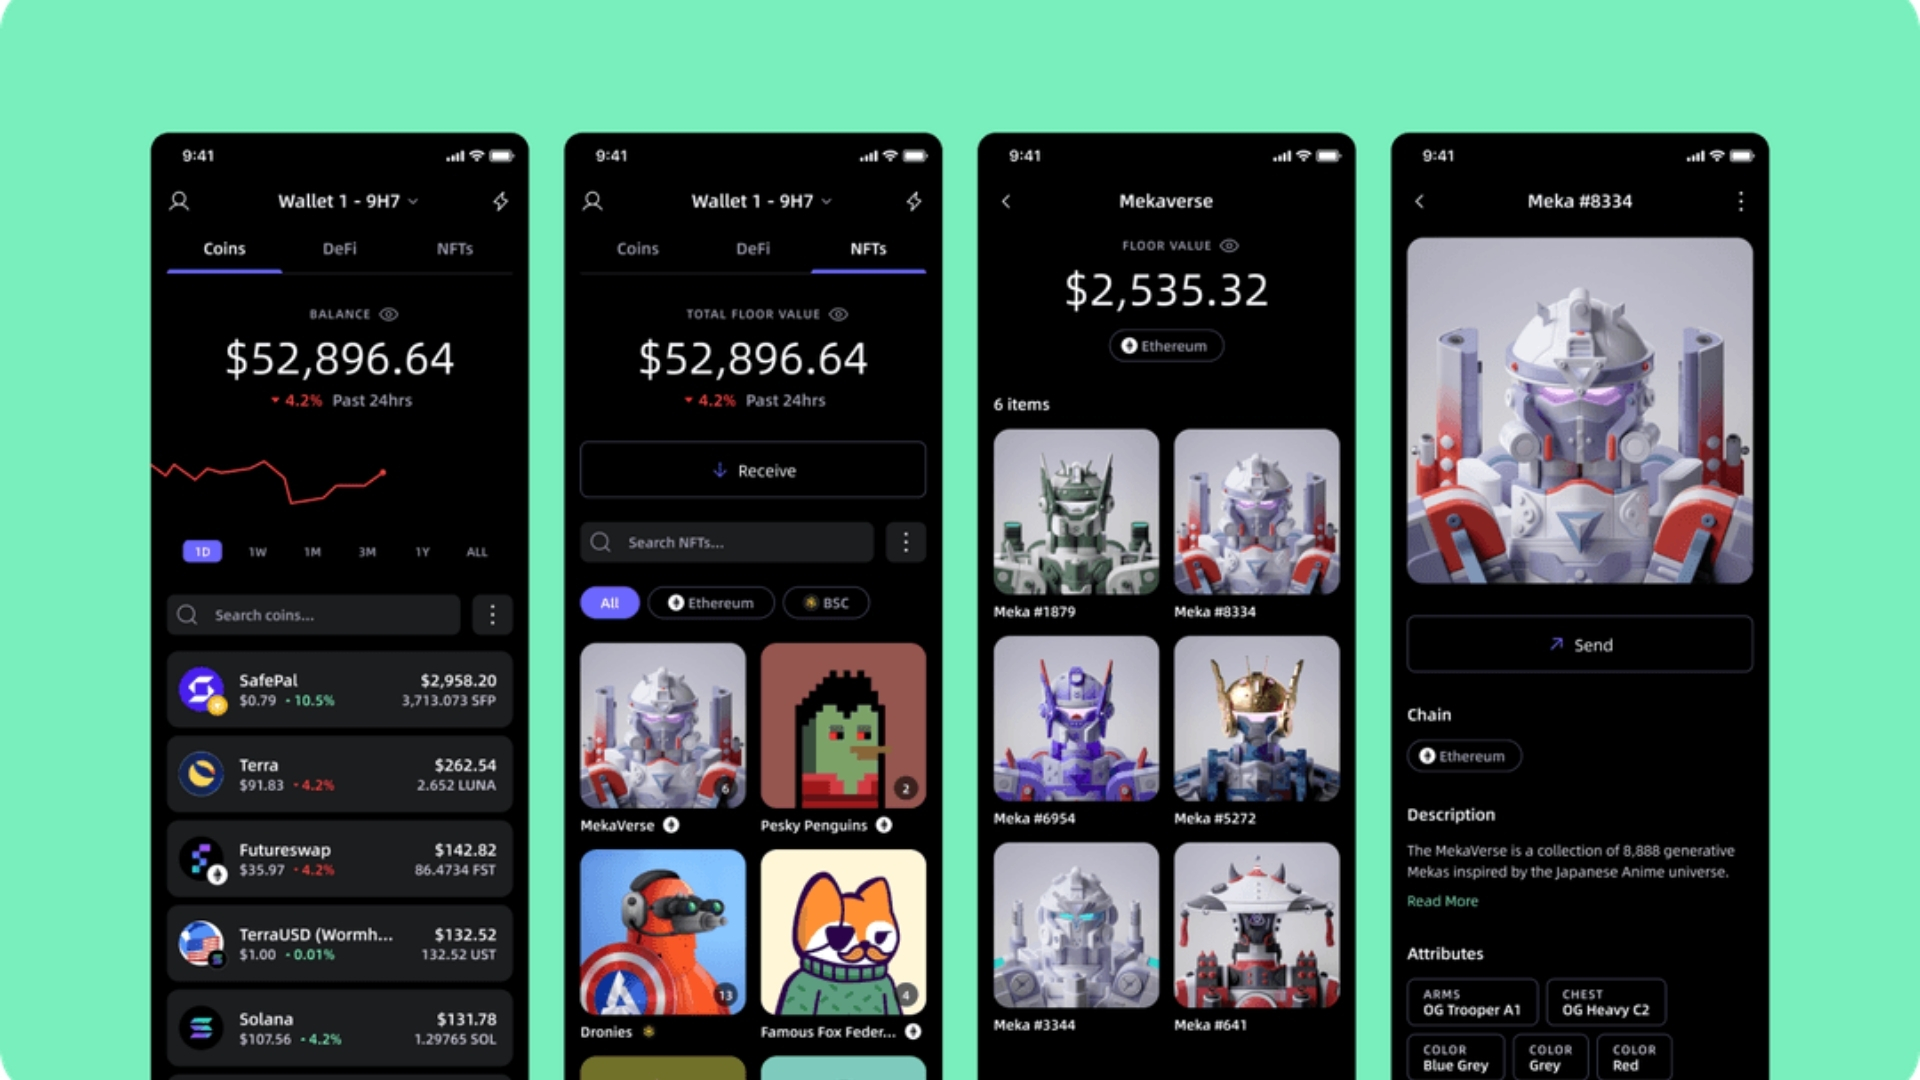 9:41
Wallet 1 - 9H7
Coins DeFi NFTs
BALANCE
$52,896.64
4.2% Past 24hrs
1D 1W 1M 3M 1Y ALL
Search coins...
SafePal $2,958.20
$0.79 10.5% 3,713.073 SFP
Terra $262.54
$91.83 4.2% 2.652 LUNA
Futureswap $142.82
$35.97 4.2% 86.4734 FST
TerraUSD (Wormh... $132.52
$1.00 0.01% 132.52 UST
Solana $131.78
$107.56 4.2% 1.29765 SOL
9:41
Wallet 1 - 9H7
Coins DeFi NFTs
TOTAL FLOOR VALUE
$52,896.64
4.2% Past 24hrs
Receive
Search NFTs...
All Ethereum BSC
6 2
MekaVerse Pesky Penguins
13 4
Dronies Famous Fox Feder...
9:41
Mekaverse
FLOOR VALUE
$2,535.32
Ethereum
6 items
Meka #1879 Meka #8334
Meka #6954 Meka #5272
Meka #3344 Meka #641
9:41
Meka #8334
Send
Chain
Ethereum
Description
The MekaVerse is a collection of 8,888 generative
Mekas inspired by the Japanese Anime universe.
Read More
Attributes
ARMS CHEST
OG Trooper A1 OG Heavy C2
COLOR COLOR COLOR
Blue Grey Grey Red